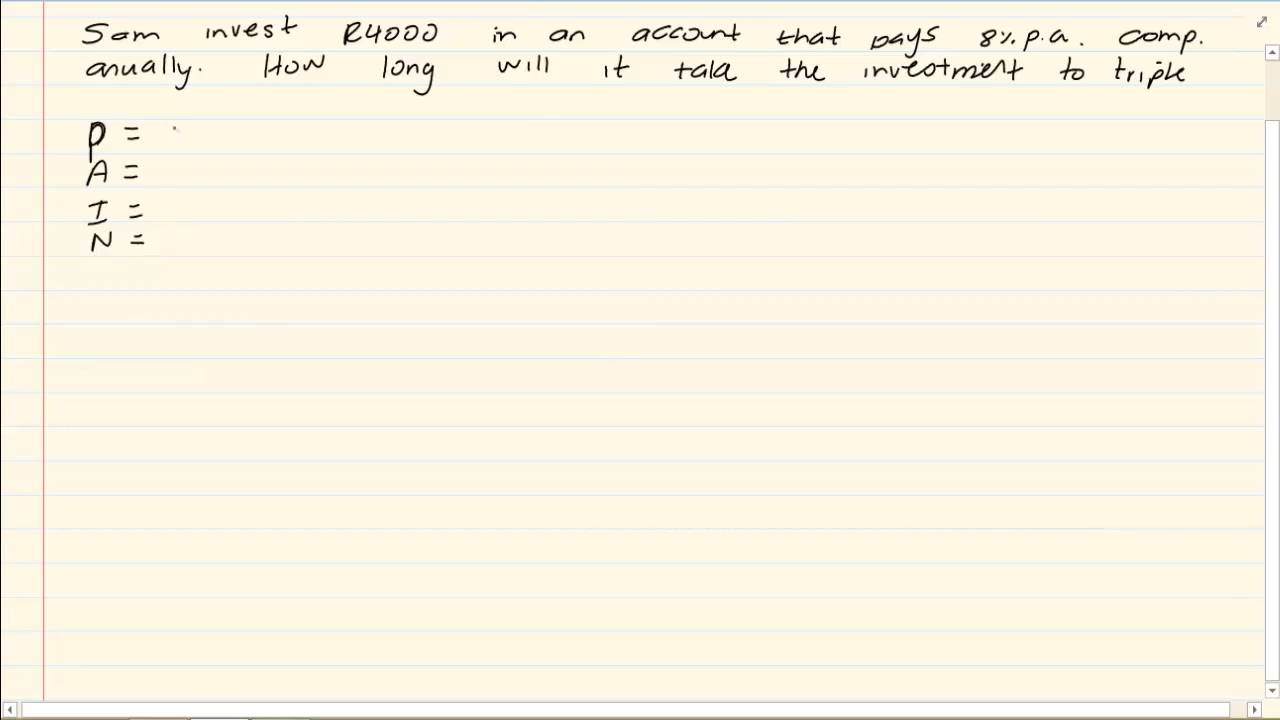 Sam invest R4000 in an account that pays 8% p.a. comp.
anually. How long will it take the investment to triple
P =
A =
I =
N =